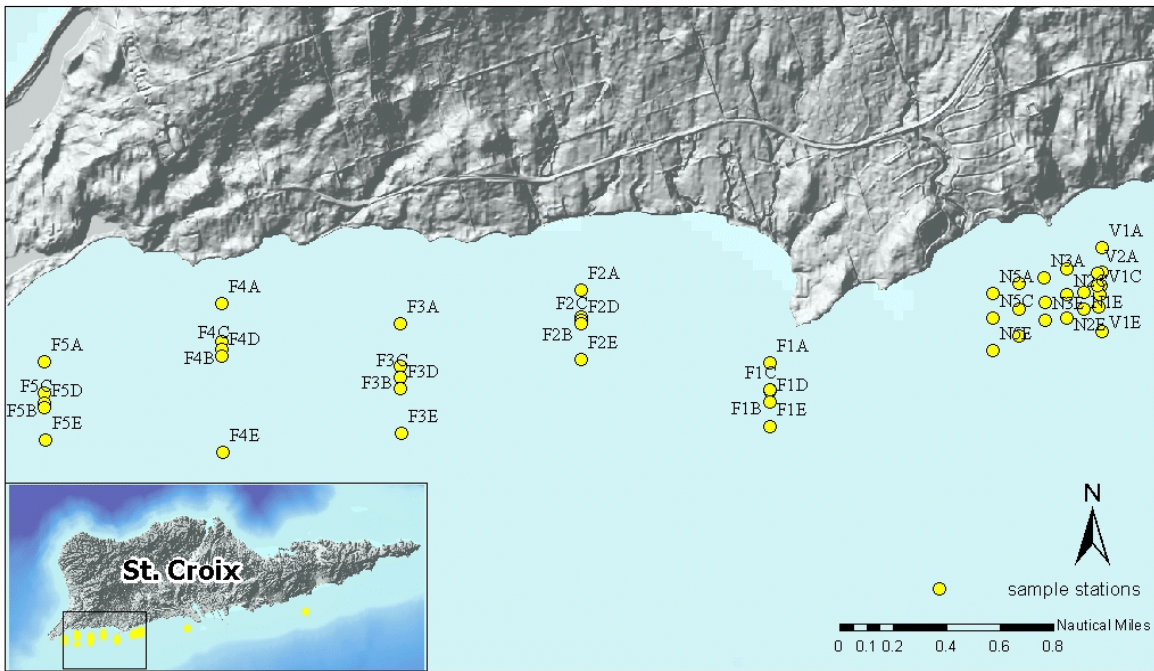 V1A
V2A
N3A
V1C
N5A
N2C
N5C
N3E
N1E
N2E
V1E
N5E
F2A
F2C
F2D
F2B
F2E
F4A
F4C
F4D
F4B
F4E
F3A
F3C
F3D
F3B
F3E
F5A
F5C
F5D
F5B
F5E
F1A
F1C
F1D
F1B
F1E
St. Croix
N
sample stations
Nautical Miles
0 0.1 0.2 0.4 0.6 0.8